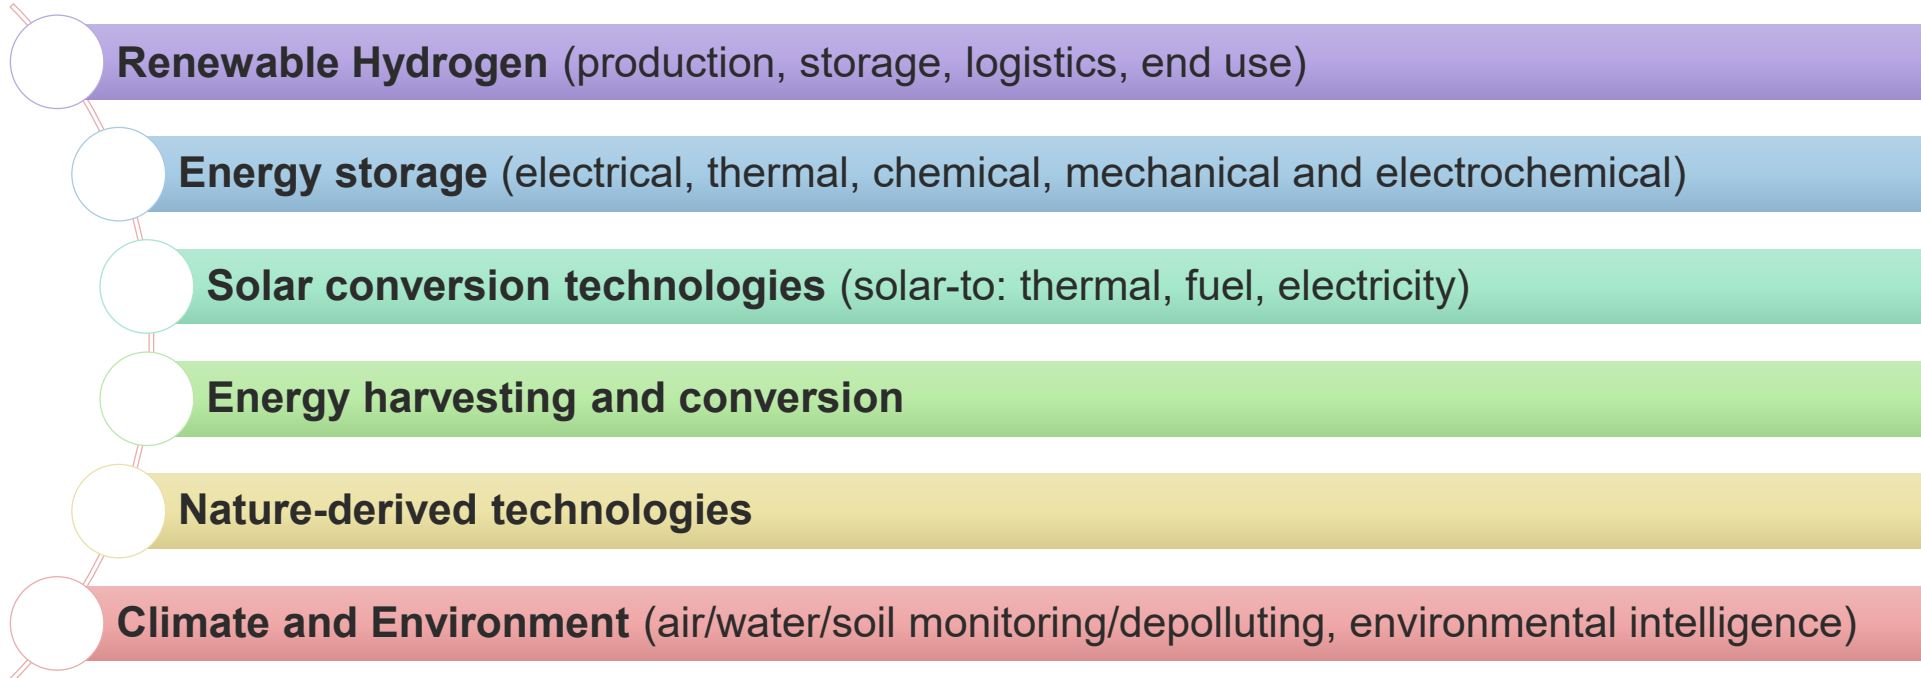 Renewable Hydrogen (production, storage, logistics, end use)
Energy storage (electrical, thermal, chemical, mechanical and electrochemical)
Solar conversion technologies (solar-to: thermal, fuel, electricity)
Energy harvesting and conversion
Nature-derived technologies
Climate and Environment (air/water/soil monitoring/depolluting, environmental intelligence)